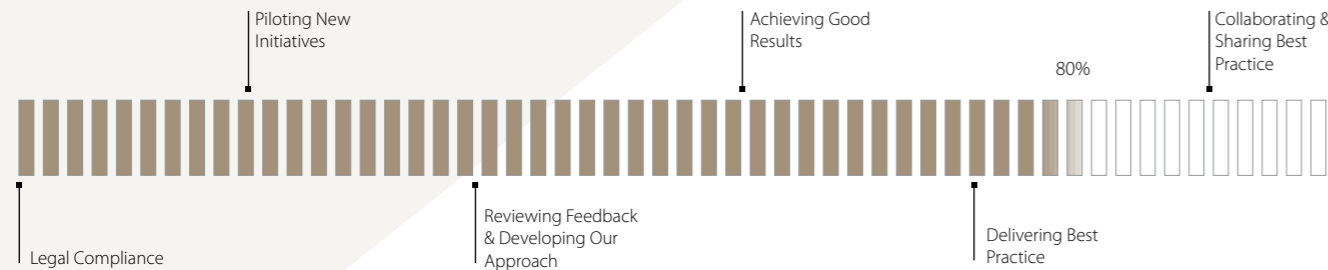 Piloting New
Initiatives
Achieving Good
Results
80%
Collaborating &
Sharing Best
Practice
Legal Compliance
Reviewing Feedback
& Developing Our
Approach
Delivering Best
Practice